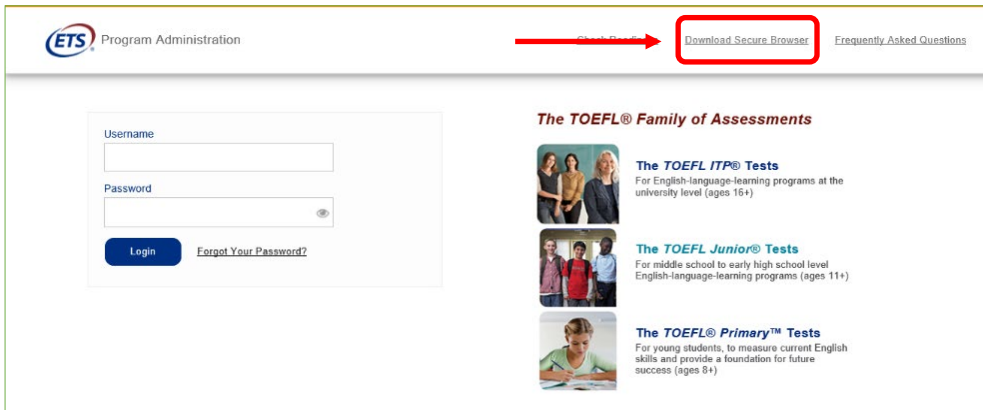 ETS® Program Administration
Download Secure Browser
Frequently Asked Questions
Username
Password
Login
Forgot Your Password?
The TOEFL® Family of Assessments
The TOEFL ITP® Tests
For English-language-learning programs at the
university level (ages 16+)
The TOEFL Junior® Tests
For middle school to early high school level
English-language-learning programs (ages 11+)
The TOEFL® Primary™ Tests
For young students, to measure current English
skills and provide a foundation for future
success (ages 8+)